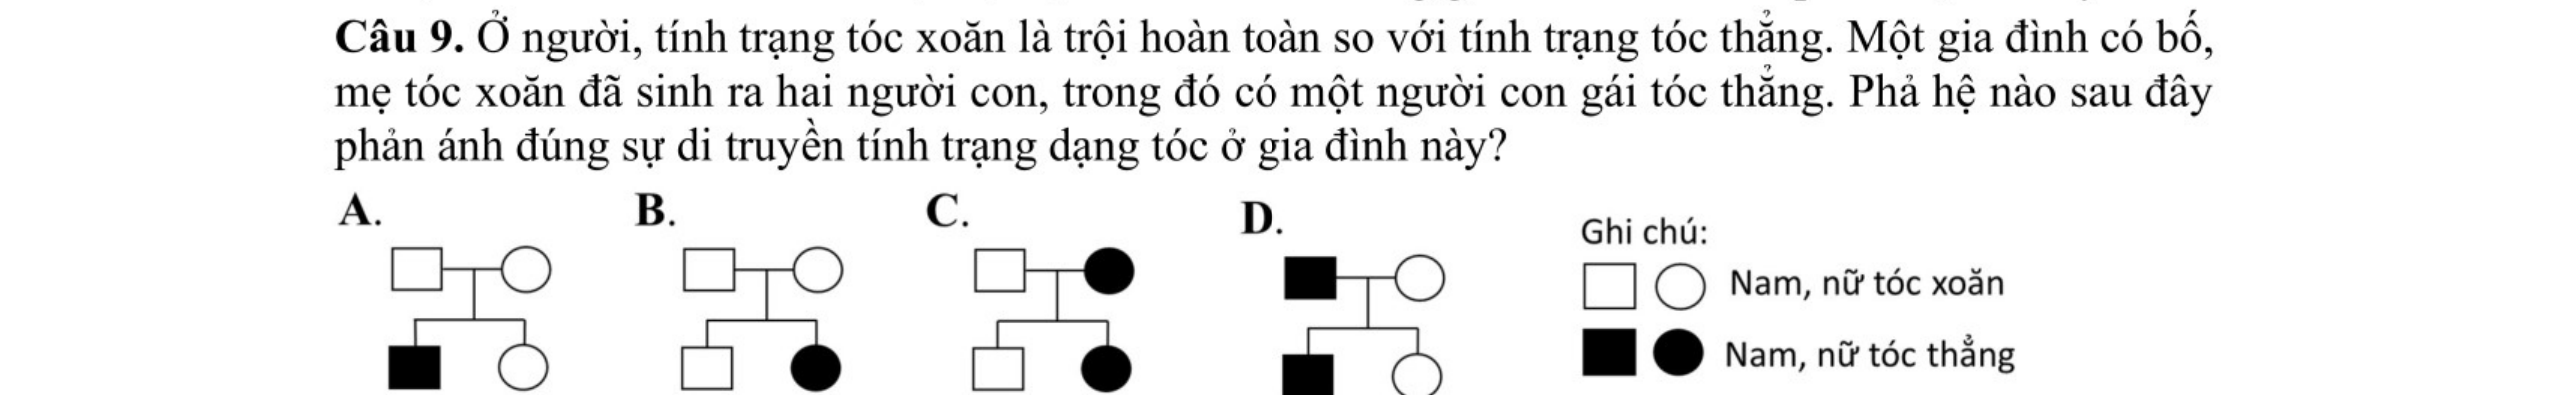 Câu 9. Ở người, tính trạng tóc xoăn là trội hoàn toàn so với tính trạng tóc thẳng. Một gia đình có bố,
mẹ tóc xoăn đã sinh ra hai người con, trong đó có một người con gái tóc thẳng. Phả hệ nào sau đây
phản ánh đúng sự di truyền tính trạng dạng tóc ở gia đình này?
A. B. C. D.
Ghi chú:
Nam, nữ tóc xoăn
Nam, nữ tóc thẳng